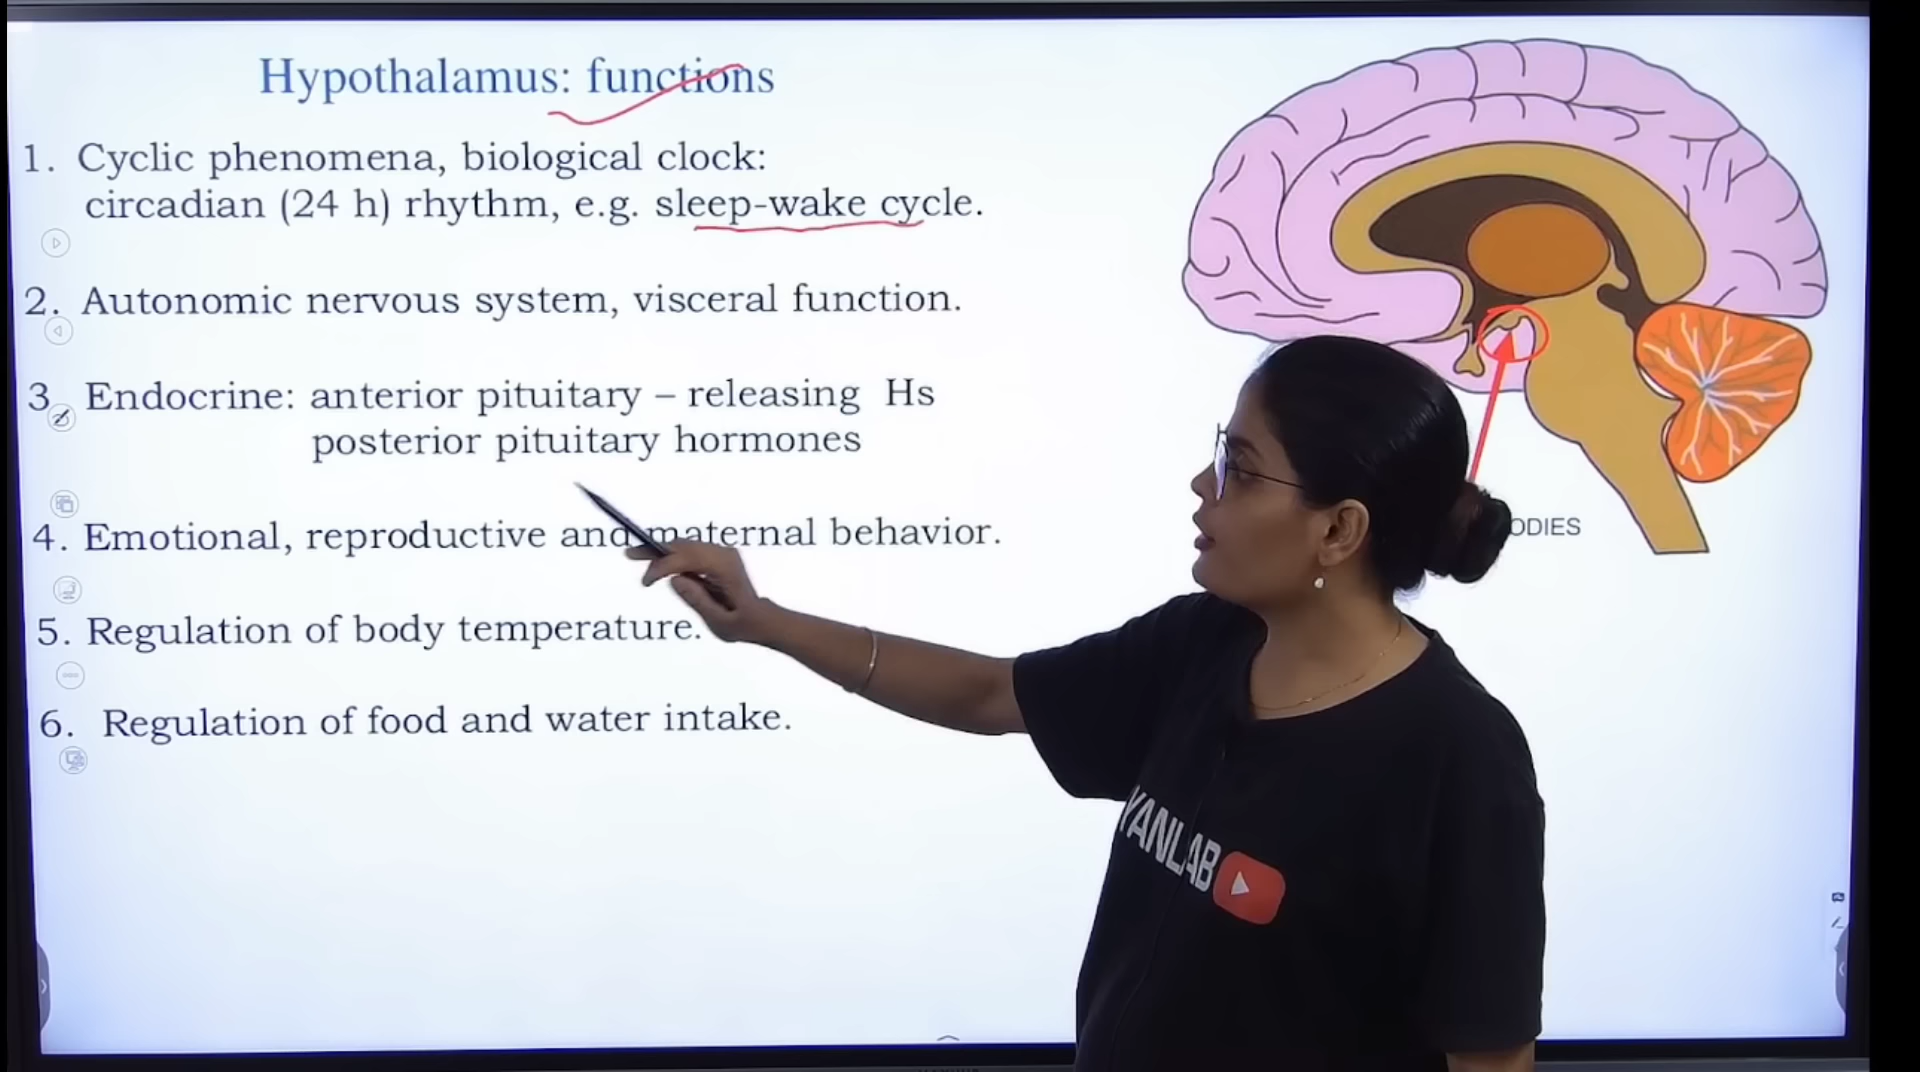 Hypothalamus: functions
1. Cyclic phenomena, biological clock:
circadian (24 h) rhythm, e.g. sleep-wake cycle.
2. Autonomic nervous system, visceral function.
3. Endocrine: anterior pituitary – releasing Hs
posterior pituitary hormones
4. Emotional, reproductive and maternal behavior.
5. Regulation of body temperature.
6. Regulation of food and water intake.
ODIES
YANLAB